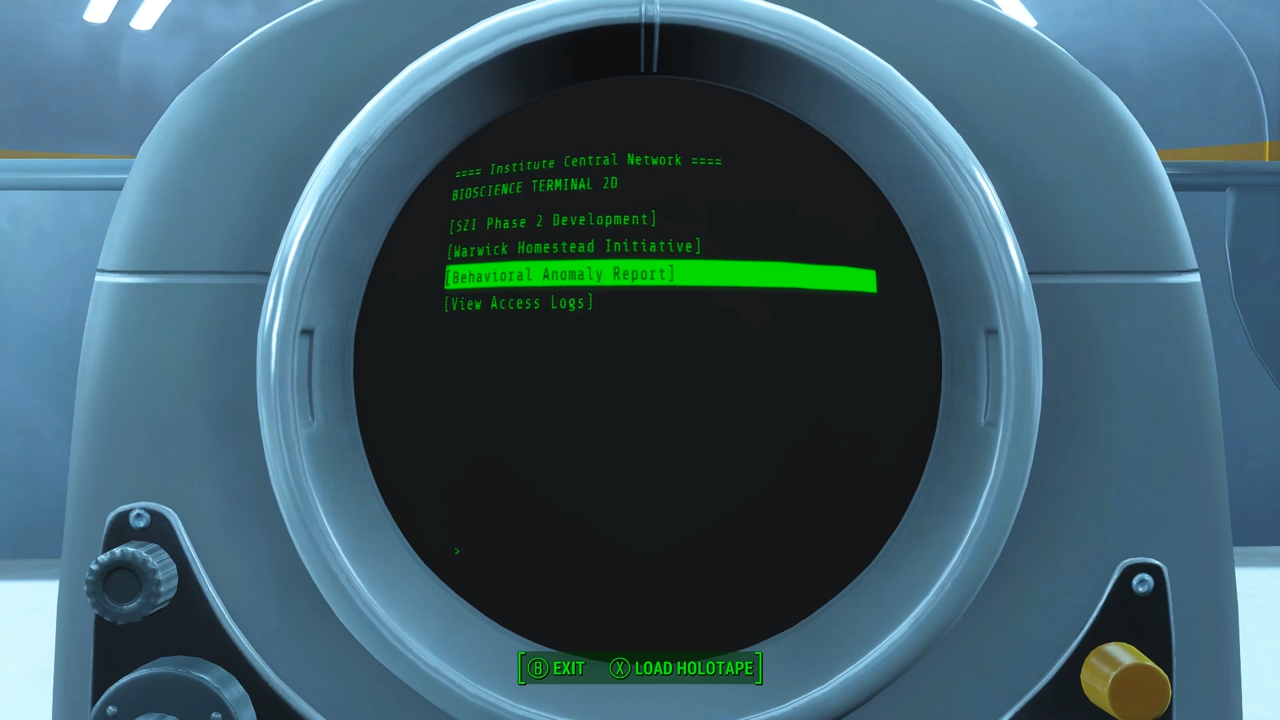 ==== Institute Central Network ====
BIOSCIENCE TERMINAL 2D
[SZI Phase 2 Development]
[Warwick Homestead Initiative]
[Behavioral Anomaly Report]
[View Access Logs]
>
[Ⓑ EXIT Ⓧ LOAD HOLOTAPE]